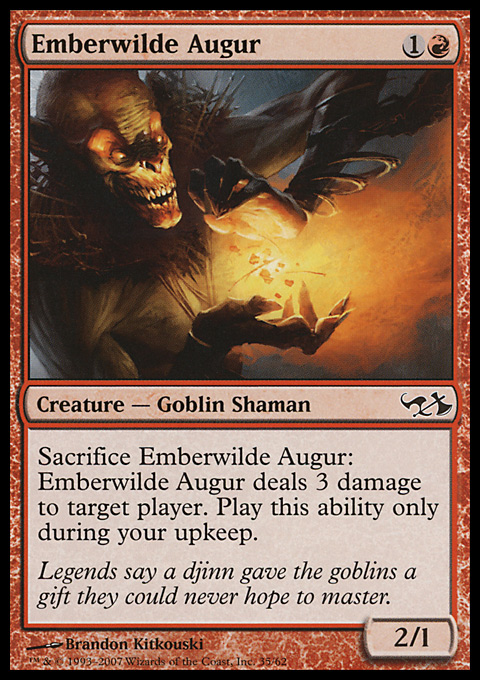 Emberwilde Augur 1
Creature — Goblin Shaman
Sacrifice Emberwilde Augur:
Emberwilde Augur deals 3 damage
to target player. Play this ability only
during your upkeep.
Legends say a djinn gave the goblins a
gift they could never hope to master.
2/1
Brandon Kitkouski
™ & © 1993–2007 Wizards of the Coast, Inc. 35/62